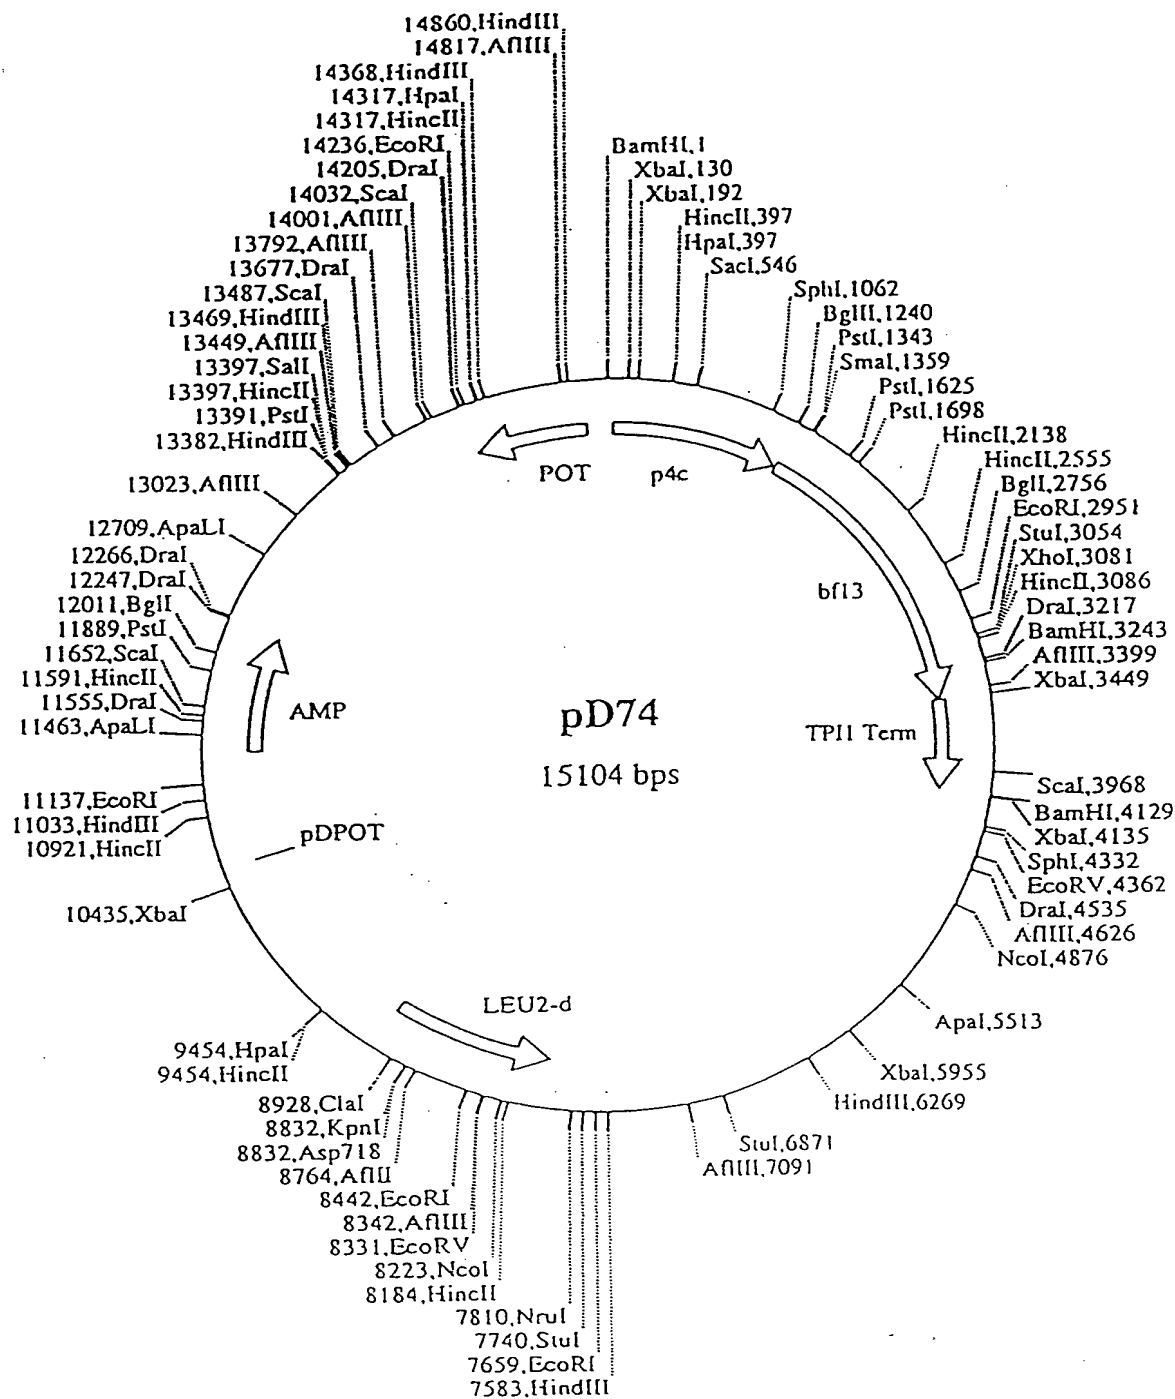 14860,HindIII
14817,AflIII
14368,HindIII
14317,HpaI
14317,HincII
14236,EcoRI
14205,DraI
14032,ScaI
14001,AflIII
13792,AflIII
13677,DraI
13487,ScaI
13469,HindIII
13449,AflIII
13397,SalI
13397,HincII
13391,PstI
13382,HindIII
13023,AflIII
12709,ApaLI
12266,DraI
12247,DraI
12011,BglI
11889,PstI
11652,ScaI
11591,HincII
11555,DraI
11463,ApaLI
11137,EcoRI
11033,HindIII
10921,HincII
10435,XbaI
9454,HpaI
9454,HincII
8928,ClaI
8832,KpnI
8832,Asp718
8764,AflII
8442,EcoRI
8342,AflIII
8331,EcoRV
8223,NcoI
8184,HincII
7810,NruI
7740,StuI
7659,EcoRI
7583,HindIII
BamHI,1
XbaI,130
XbaI,192
HincII,397
HpaI,397
SacI,546
SphI,1062
BglII,1240
PstI,1343
SmaI,1359
PstI,1625
PstI,1698
HincII,2138
HincII,2555
BglI,2756
EcoRI,2951
StuI,3054
XhoI,3081
HincII,3086
DraI,3217
BamHI,3243
AflIII,3399
XbaI,3449
ScaI,3968
BamHI,4129
XbaI,4135
SphI,4332
EcoRV,4362
DraI,4535
AflIII,4626
NcoI,4876
ApaI,5513
XbaI,5955
HindIII,6269
StuI,6871
AflIII,7091
POT
p4c
bf13
TPI1 Term
AMP
pDPOT
LEU2-d
pD74
15104 bps